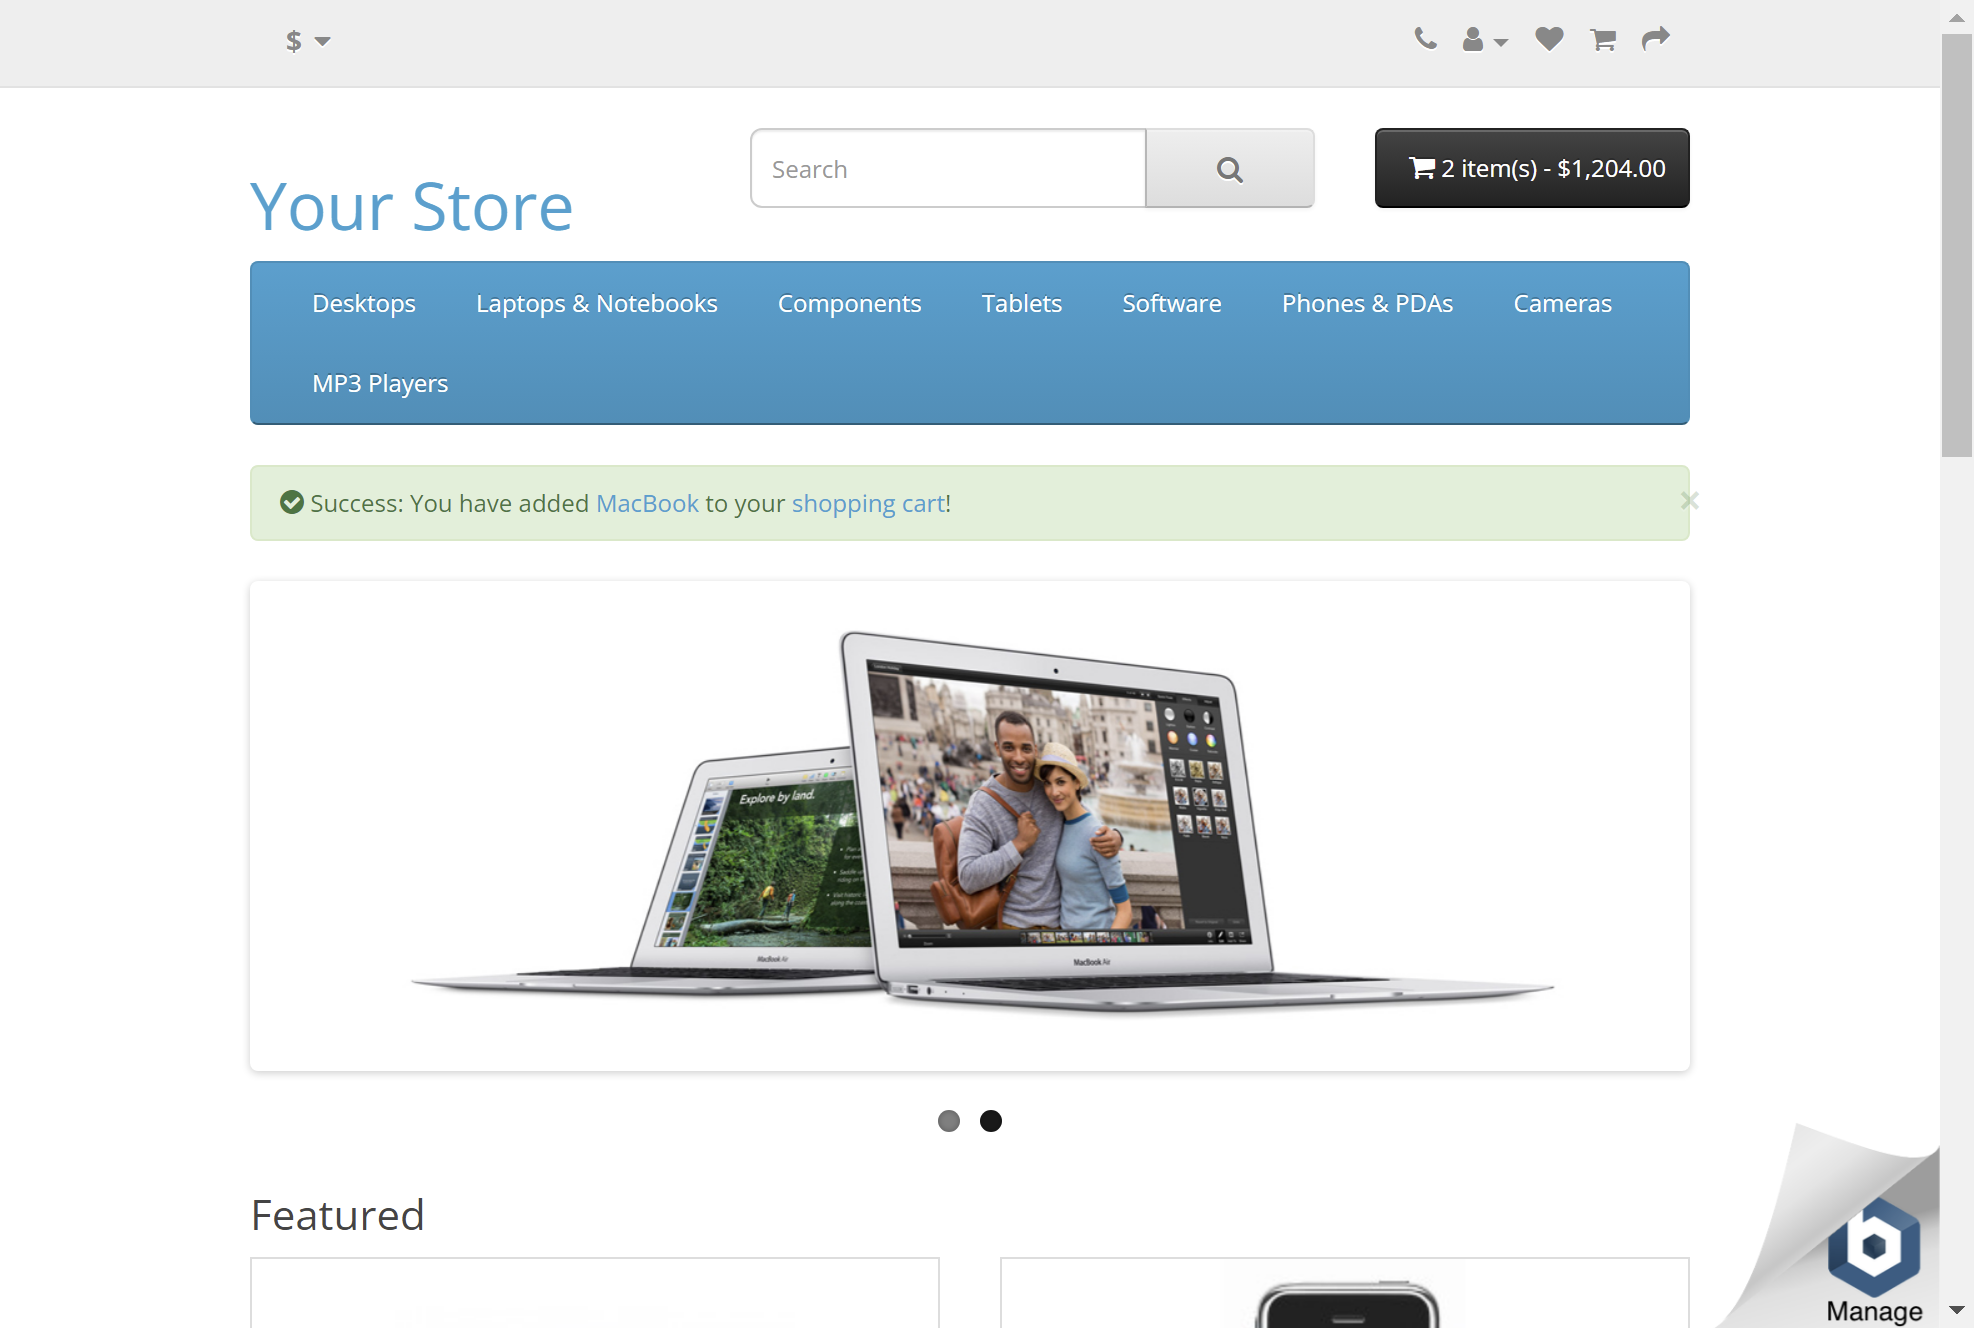 $
Search
2 item(s) - $1,204.00
Your Store
Desktops Laptops & Notebooks Components Tablets Software Phones & PDAs Cameras
MP3 Players
Success: You have added MacBook to your shopping cart!
×
Explore by land.
MacBook Air
MacBook Air
Featured
Manage